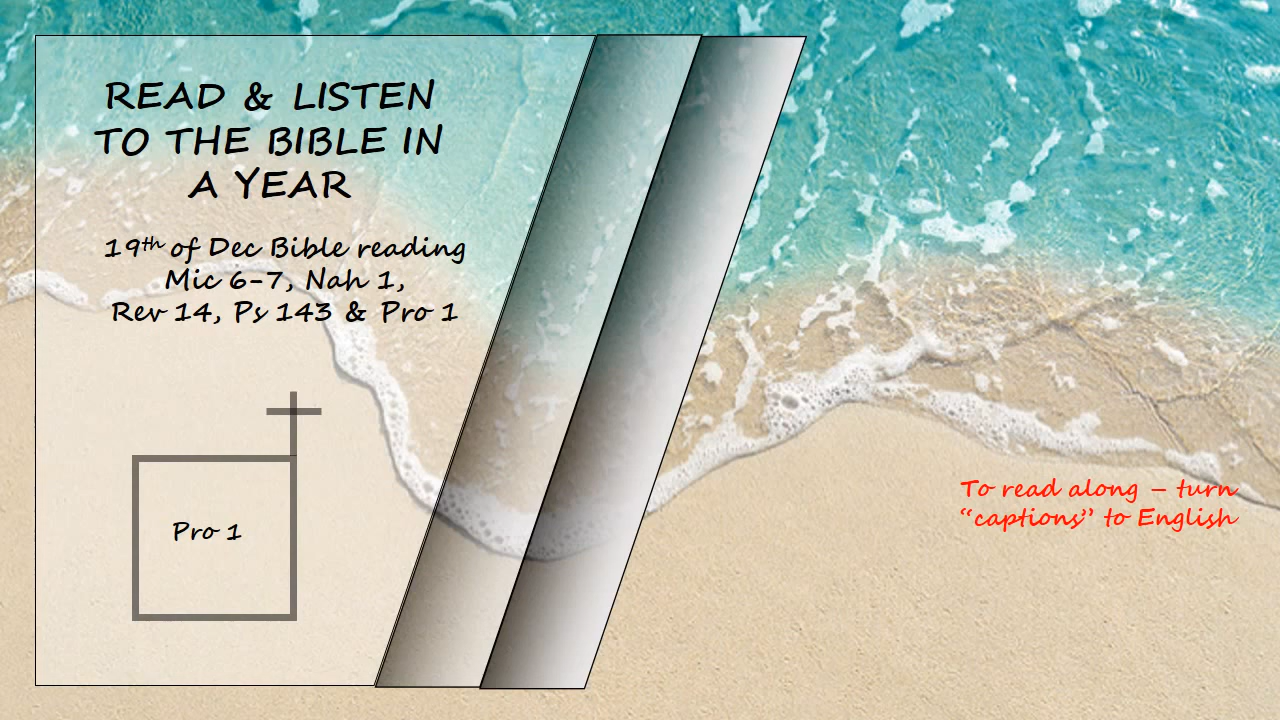 READ & LISTEN
TO THE BIBLE IN
A YEAR
19th of Dec Bible reading
Mic 6-7, Nah 1,
Rev 14, Ps 143 & Pro 1
Pro 1
To read along – turn
“captions” to English